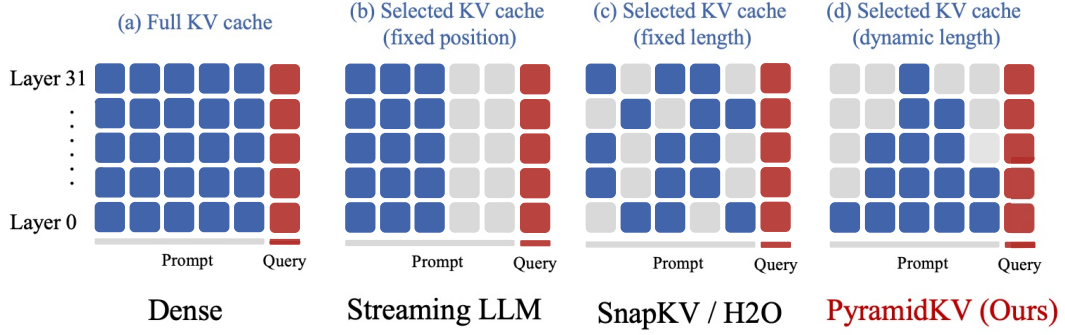 (a) Full KV cache
(b) Selected KV cache
(fixed position)
(c) Selected KV cache
(fixed length)
(d) Selected KV cache
(dynamic length)
Layer 31
Layer 0
Prompt
Query
Prompt
Query
Prompt
Query
Prompt
Query
Dense
Streaming LLM
SnapKV / H2O
PyramidKV (Ours)